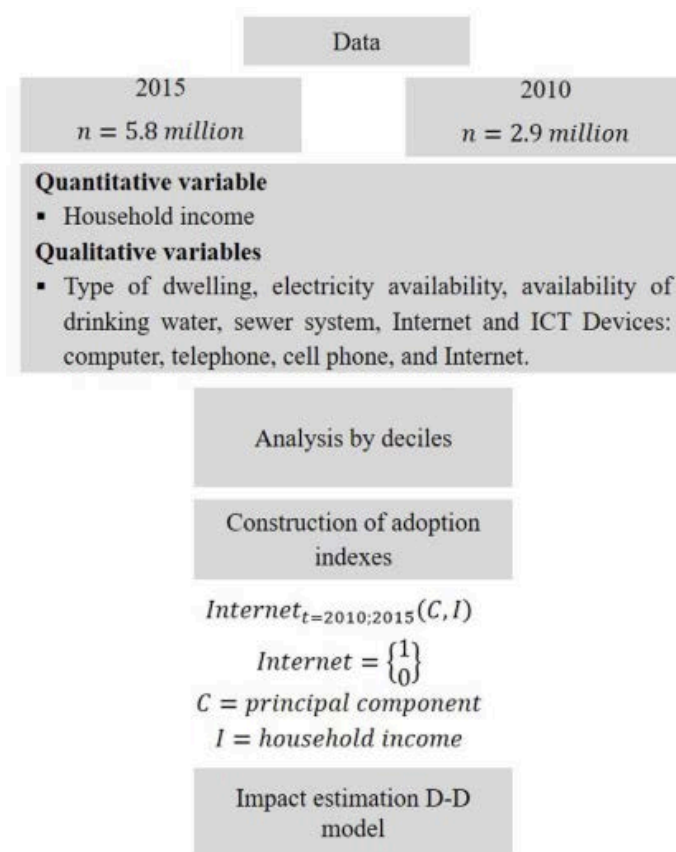 Data
2015
n = 5.8 million
2010
n = 2.9 million
Quantitative variable
▪ Household income
Qualitative variables
▪ Type of dwelling, electricity availability, availability of
drinking water, sewer system, Internet and ICT Devices:
computer, telephone, cell phone, and Internet.
Analysis by deciles
Construction of adoption
indexes
Internet_{t=2010;2015}(C, I)
Internet = {1 0}
C = principal component
I = household income
Impact estimation D-D
model